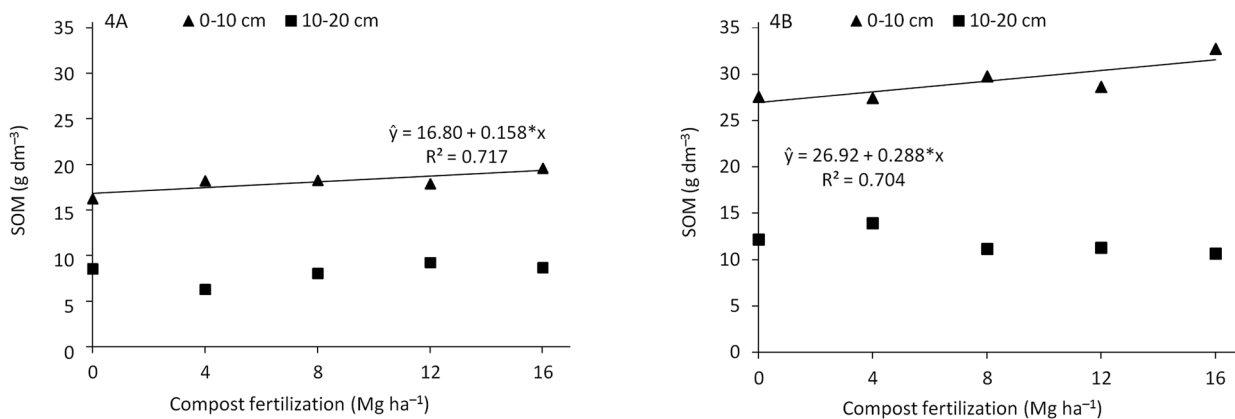 4A ▲ 0-10 cm ■ 10-20 cm
35
30
25
20
15
10
5
0
SOM (g dm⁻³)
ŷ = 16.80 + 0.158*x
R² = 0.717
0 4 8 12 16
Compost fertilization (Mg ha⁻¹)
4B ▲ 0-10 cm ■ 10-20 cm
35
30
25
20
15
10
5
0
SOM (g dm⁻³)
ŷ = 26.92 + 0.288*x
R² = 0.704
0 4 8 12 16
Compost fertilization (Mg ha⁻¹)